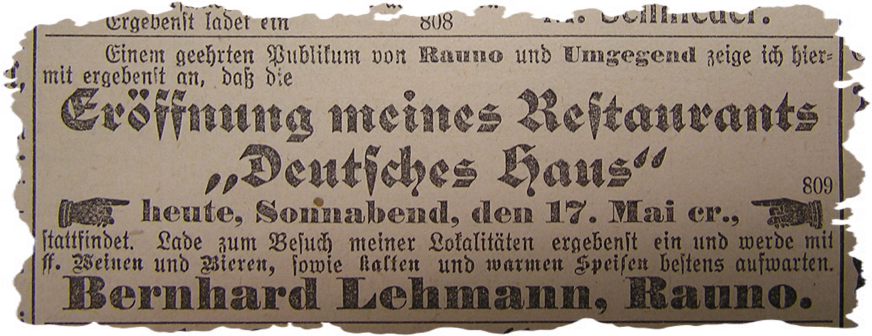 Ergebenst ladet ein 808
Einem geehrten Publikum von Rauno und Umgegend zeige ich hier-
mit ergebenst an, daß die
Eröffnung meines Restaurants
„Deutsches Haus“
809
heute, Sonnabend, den 17. Mai cr.,
stattfindet. Lade zum Besuch meiner Lokalitäten ergebenst ein und werde mit
ff. Weinen und Bieren, sowie kalten und warmen Speisen bestens aufwarten.
Bernhard Lehmann, Rauno.